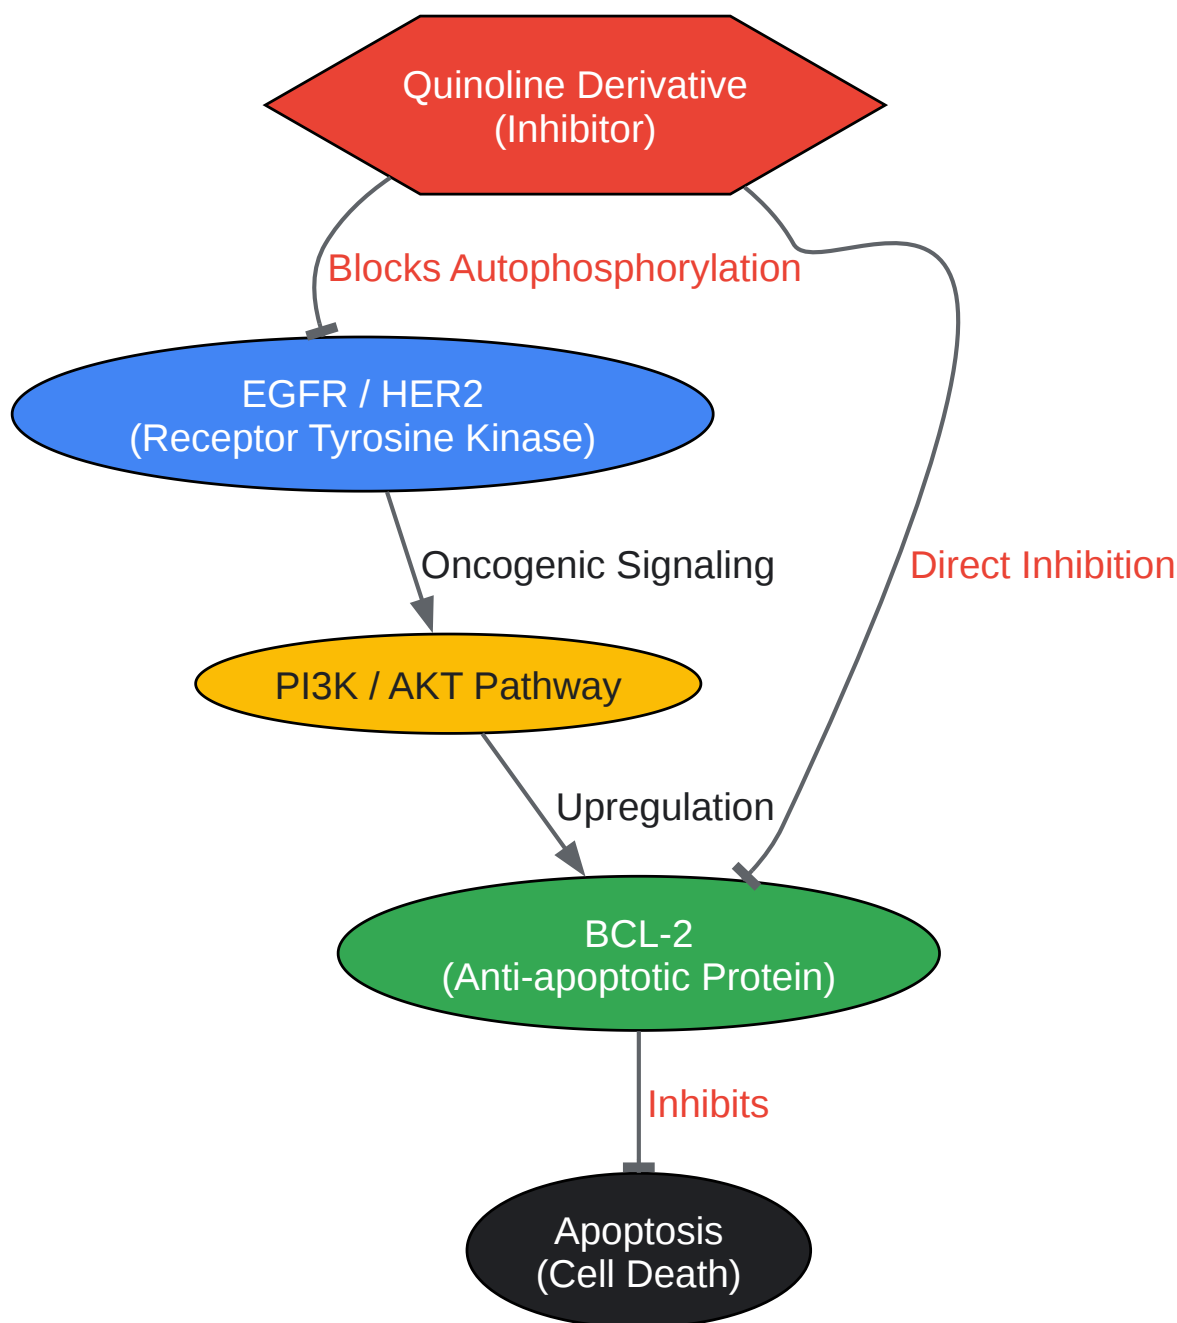 Quinoline Derivative
(Inhibitor)
Blocks Autophosphorylation
EGFR / HER2
(Receptor Tyrosine Kinase)
Oncogenic Signaling
Direct Inhibition
PI3K / AKT Pathway
Upregulation
BCL-2
(Anti-apoptotic Protein)
Inhibits
Apoptosis
(Cell Death)